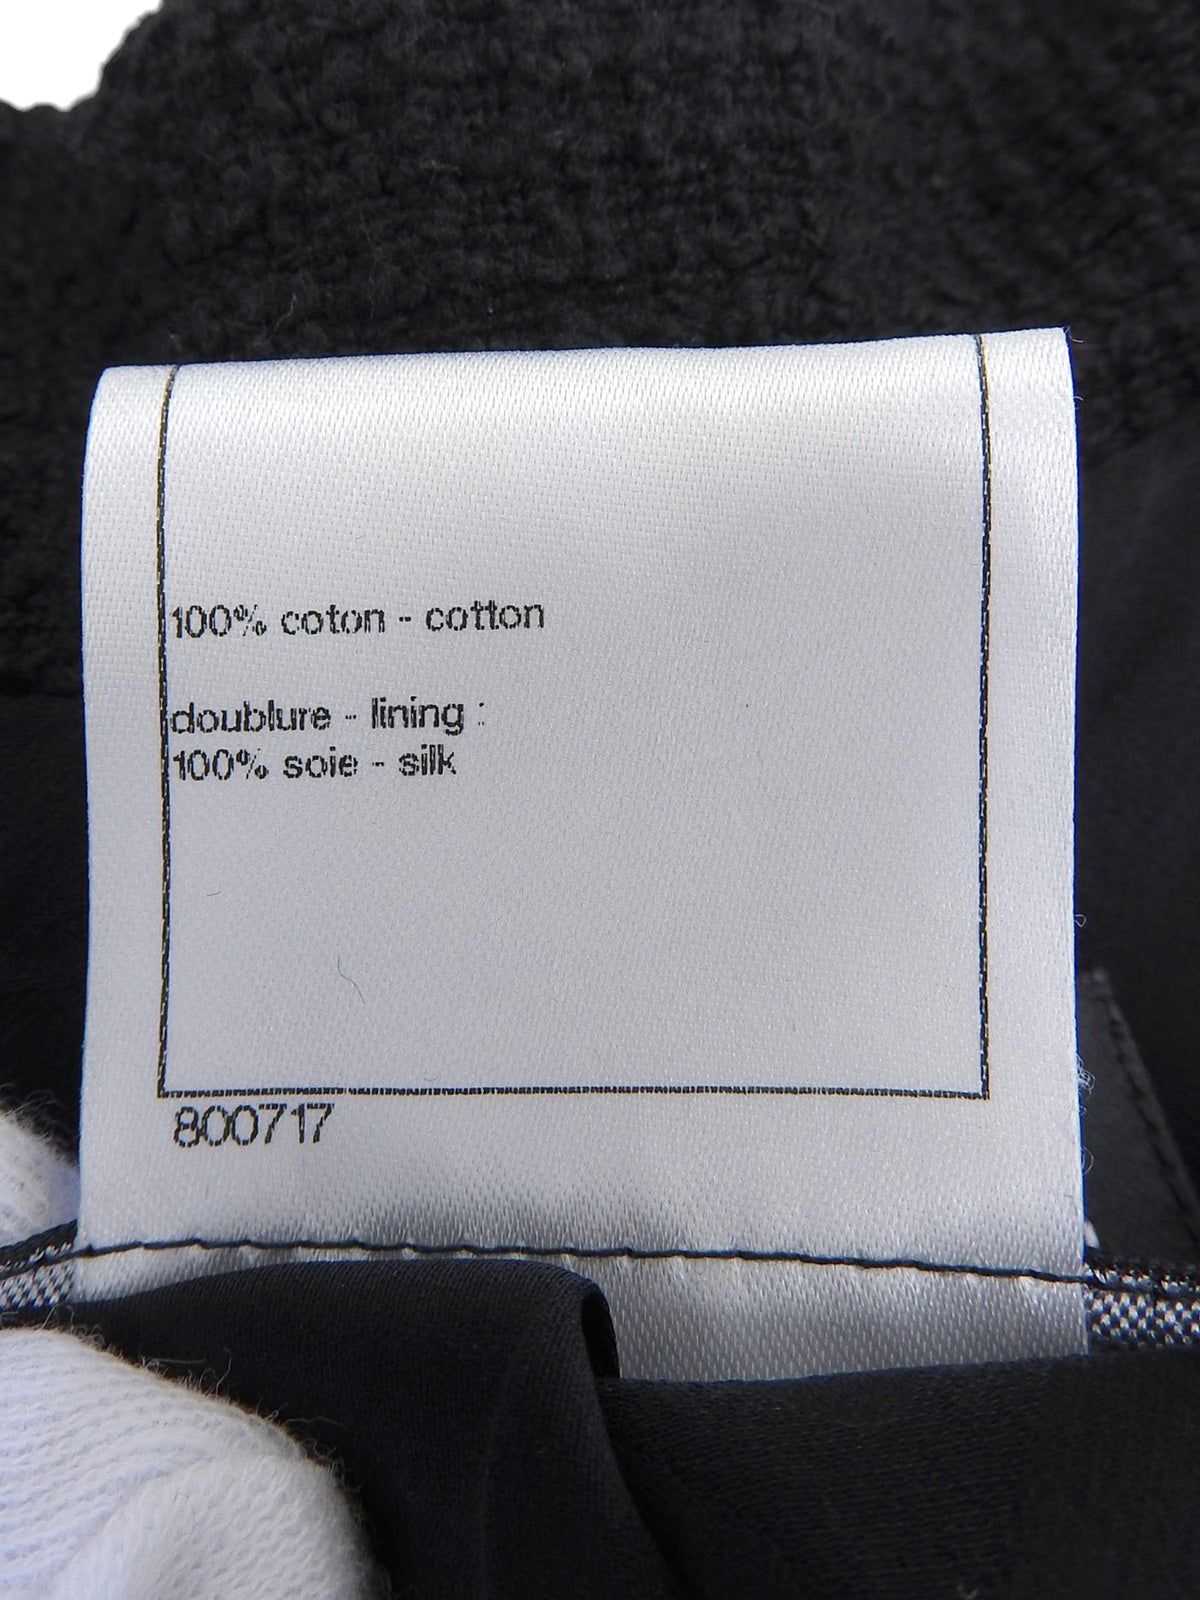 100% coton - cotton
doublure - lining :
100% soie - silk
800717